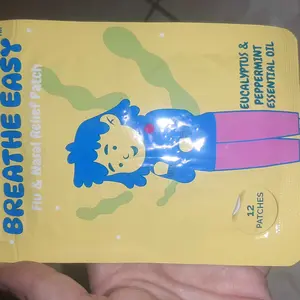 BREATHE EASY™
Flu & Nasal Relief Patch
EUCALYPTUS &
PEPPERMINT
ESSENTIAL OIL
12
PATCHES